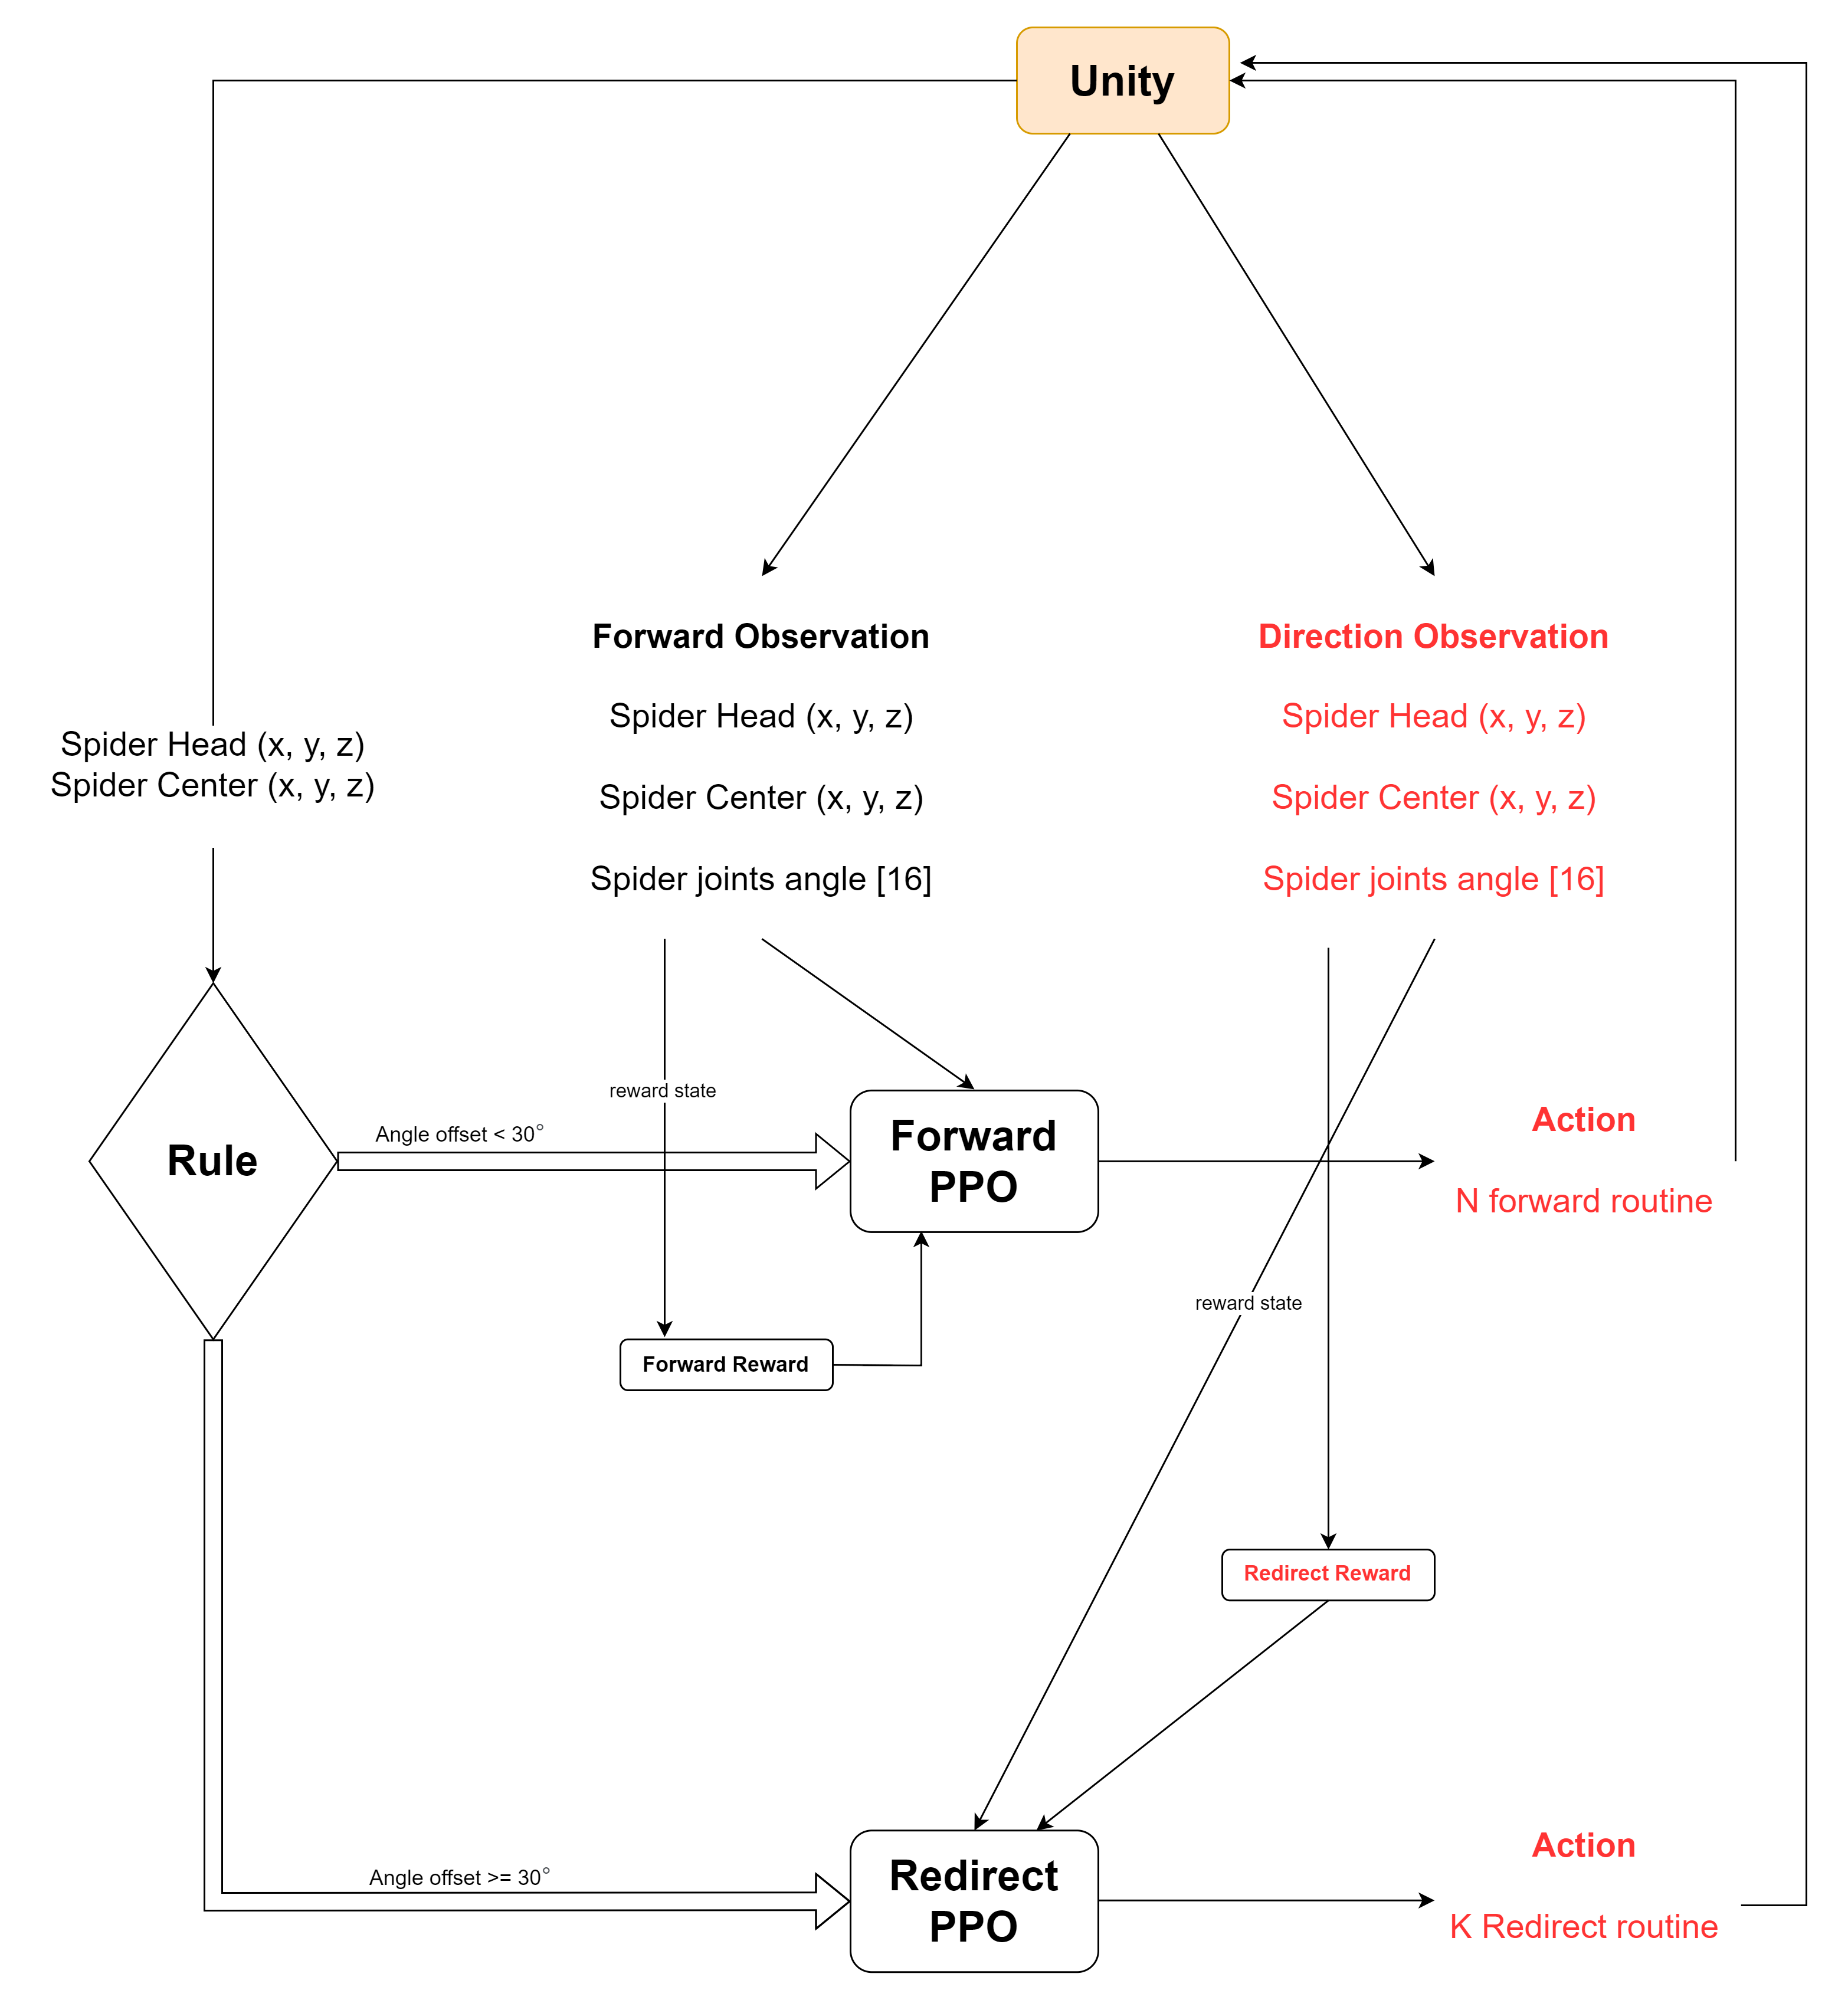 Unity
Forward Observation
Spider Head (x, y, z)
Spider Center (x, y, z)
Spider joints angle [16]
Direction Observation
Spider Head (x, y, z)
Spider Center (x, y, z)
Spider joints angle [16]
Spider Head (x, y, z)
Spider Center (x, y, z)
reward state
Rule
Angle offset < 30°
Forward
PPO
Action
N forward routine
reward state
Forward Reward
Redirect Reward
Angle offset >= 30°
Redirect
PPO
Action
K Redirect routine